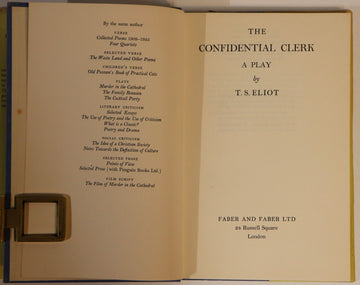 By the same author
VERSE
Collected Poems 1909-1935
Four Quartets
SELECTED VERSE
The Waste Land and Other Poems
CHILDREN'S VERSE
Old Possum's Book of Practical Cats
PLAYS
Murder in the Cathedral
The Family Reunion
The Cocktail Party
LITERARY CRITICISM
Selected Essays
The Use of Poetry and the Use of Criticism
What is a Classic?
Poetry and Drama
SOCIAL CRITICISM
The Idea of a Christian Society
Notes Towards the Definition of Culture
SELECTED PROSE
Points of View
Selected Prose (with Penguin Books Ltd.)
FILM SCRIPT
The Film of Murder in the Cathedral
THE
CONFIDENTIAL CLERK
A PLAY
by
T. S. ELIOT
FABER AND FABER LTD
24 Russell Square
London